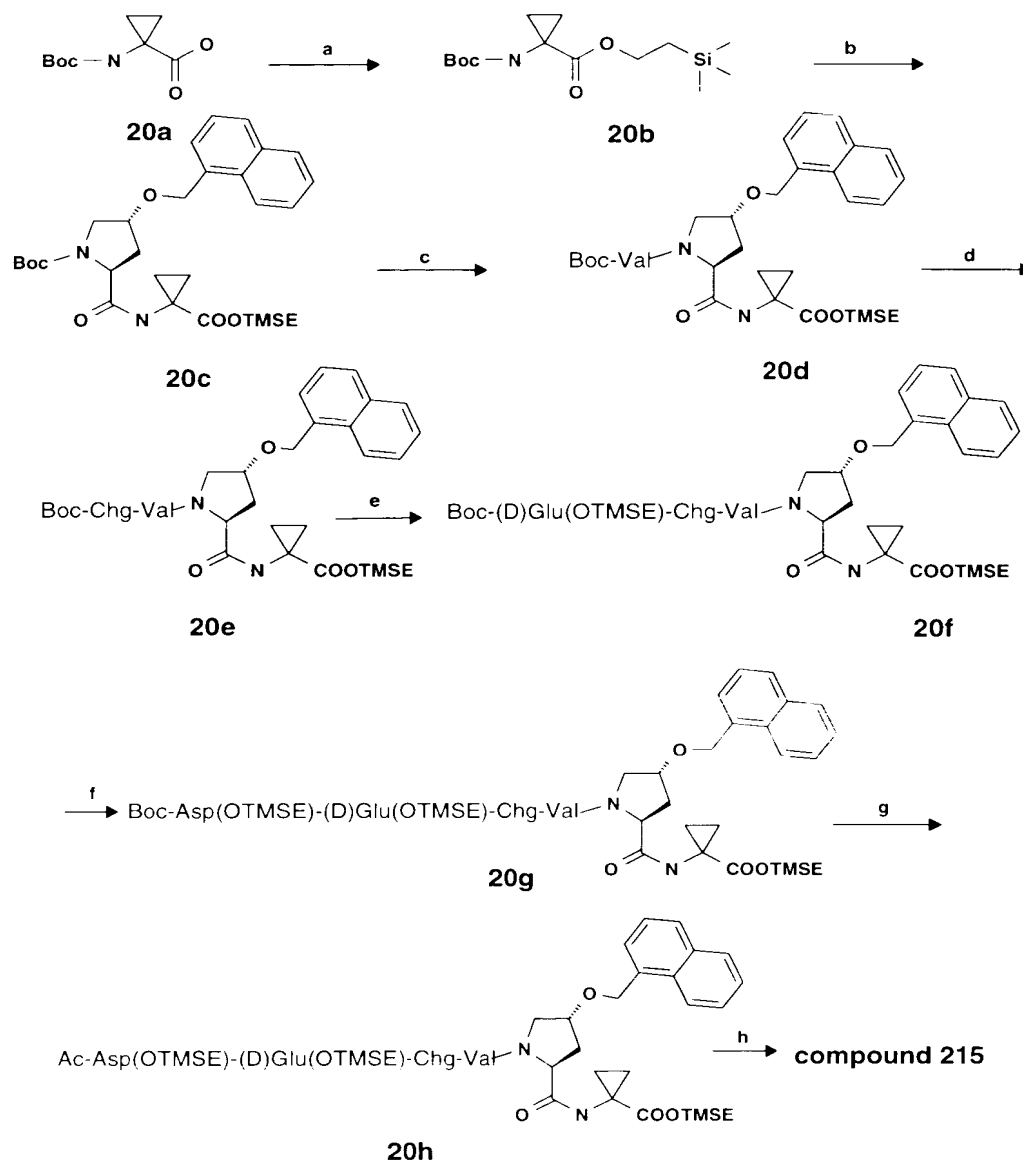 Boc N O O
a
Boc N O O Si
b
20a
20b
O
Boc N
O N COOTMSE
c
O
Boc-Val N
O N COOTMSE
d
20c
20d
O
Boc-Chg-Val N
O N COOTMSE
e
O
Boc-(D)Glu(OTMSE)-Chg-Val N
O N COOTMSE
20e
20f
f
O
Boc-Asp(OTMSE)-(D)Glu(OTMSE)-Chg-Val N
O N COOTMSE
g
20g
O
Ac-Asp(OTMSE)-(D)Glu(OTMSE)-Chg-Val N
O N COOTMSE
h
compound 215
20h